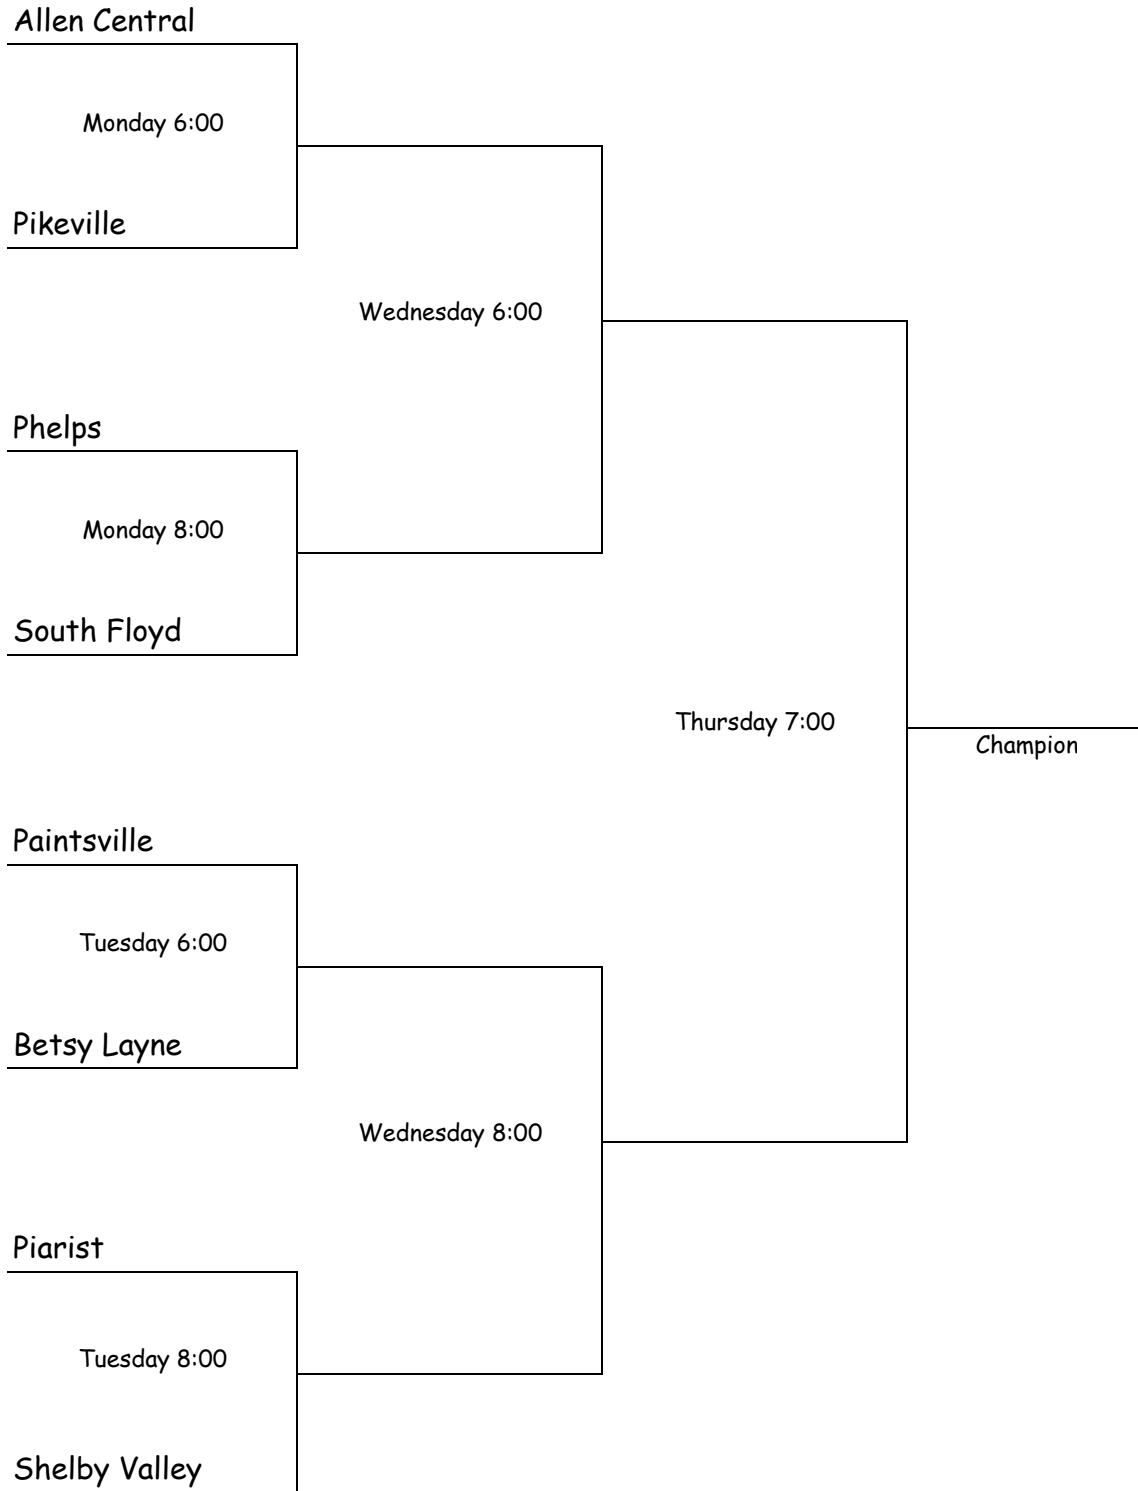 Allen Central
Monday 6:00
Pikeville
Wednesday 6:00
Phelps
Monday 8:00
South Floyd
Thursday 7:00
Champion
Paintsville
Tuesday 6:00
Betsy Layne
Wednesday 8:00
Piarist
Tuesday 8:00
Shelby Valley